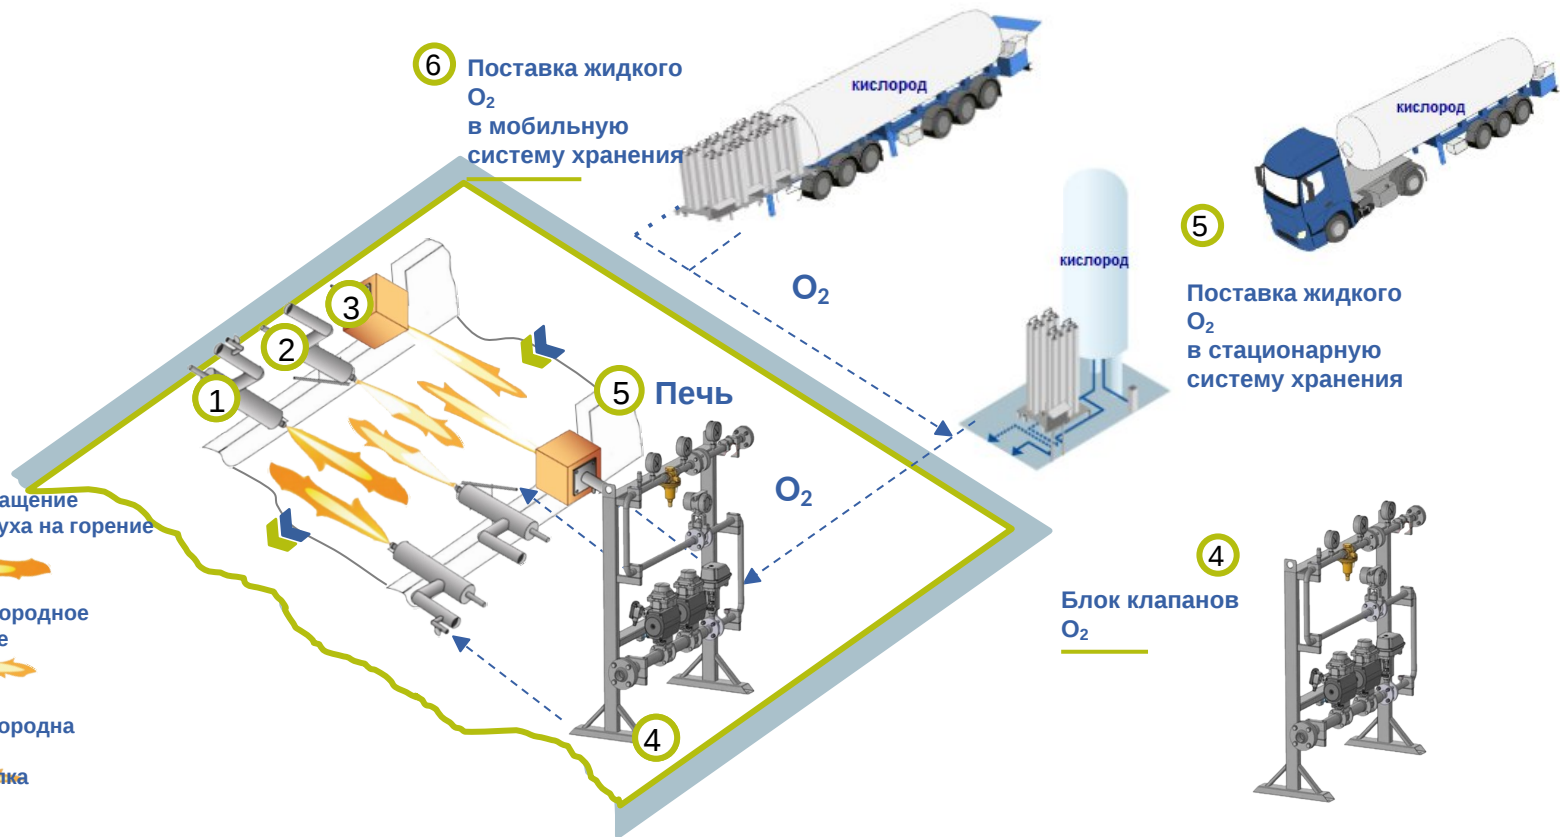 6
Поставка жидкого
O₂
в мобильную
систему хранения
кислород
кислород
5
Поставка жидкого
O₂
в стационарную
систему хранения
кислород
O₂
3
2
1
5
Печь
O₂
ащение
уха на горение
ородное
е
ородна
лка
4
4
Блок клапанов
O₂